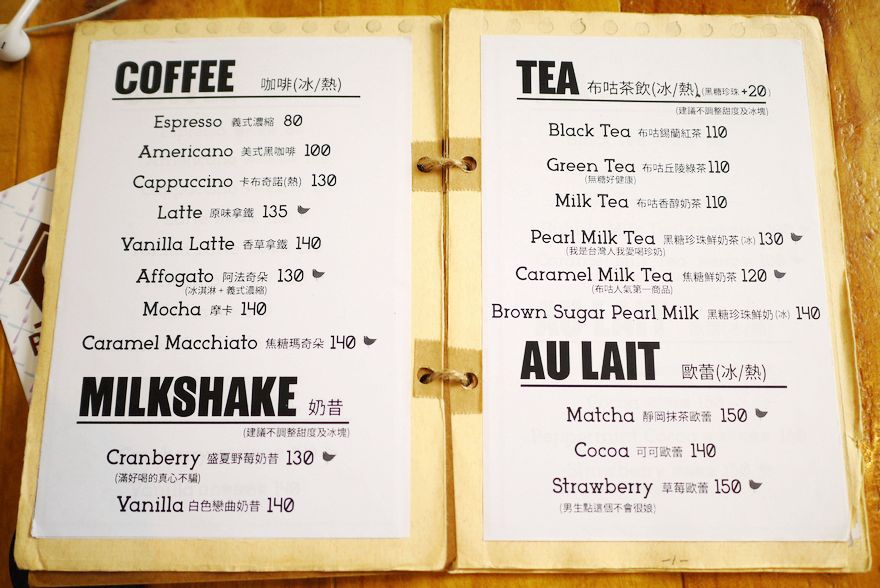 COFFEE 咖啡(冰/熱)
Espresso 義式濃縮 80
Americano 美式黑咖啡 100
Cappuccino 卡布奇諾(熱) 130
Latte 原味拿鐵 135
Vanilla Latte 香草拿鐵 140
Affogato 阿法奇朵 130
(冰淇淋 + 義式濃縮)
Mocha 摩卡 140
Caramel Macchiato 焦糖瑪奇朵 140
MILKSHAKE 奶昔
(建議不調整甜度及冰塊)
Cranberry 盛夏野莓奶昔 130
(滿好喝的真心不騙)
Vanilla 白色戀曲奶昔 140
TEA 布咕茶飲(冰/熱)(黑糖珍珠 +20)
(建議不調整甜度及冰塊)
Black Tea 布咕錫蘭紅茶 110
Green Tea 布咕丘陵綠茶 110
(無糖好健康)
Milk Tea 布咕香醇奶茶 110
Pearl Milk Tea 黑糖珍珠鮮奶茶(冰) 130
(我是台灣人我愛喝珍奶)
Caramel Milk Tea 焦糖鮮奶茶 120
(布咕人氣第一商品)
Brown Sugar Pearl Milk 黑糖珍珠鮮奶(冰) 140
AU LAIT 歐蕾(冰/熱)
Matcha 靜岡抹茶歐蕾 150
Cocoa 可可歐蕾 140
Strawberry 草莓歐蕾 150
(男生點這個不會很娘)
-1-